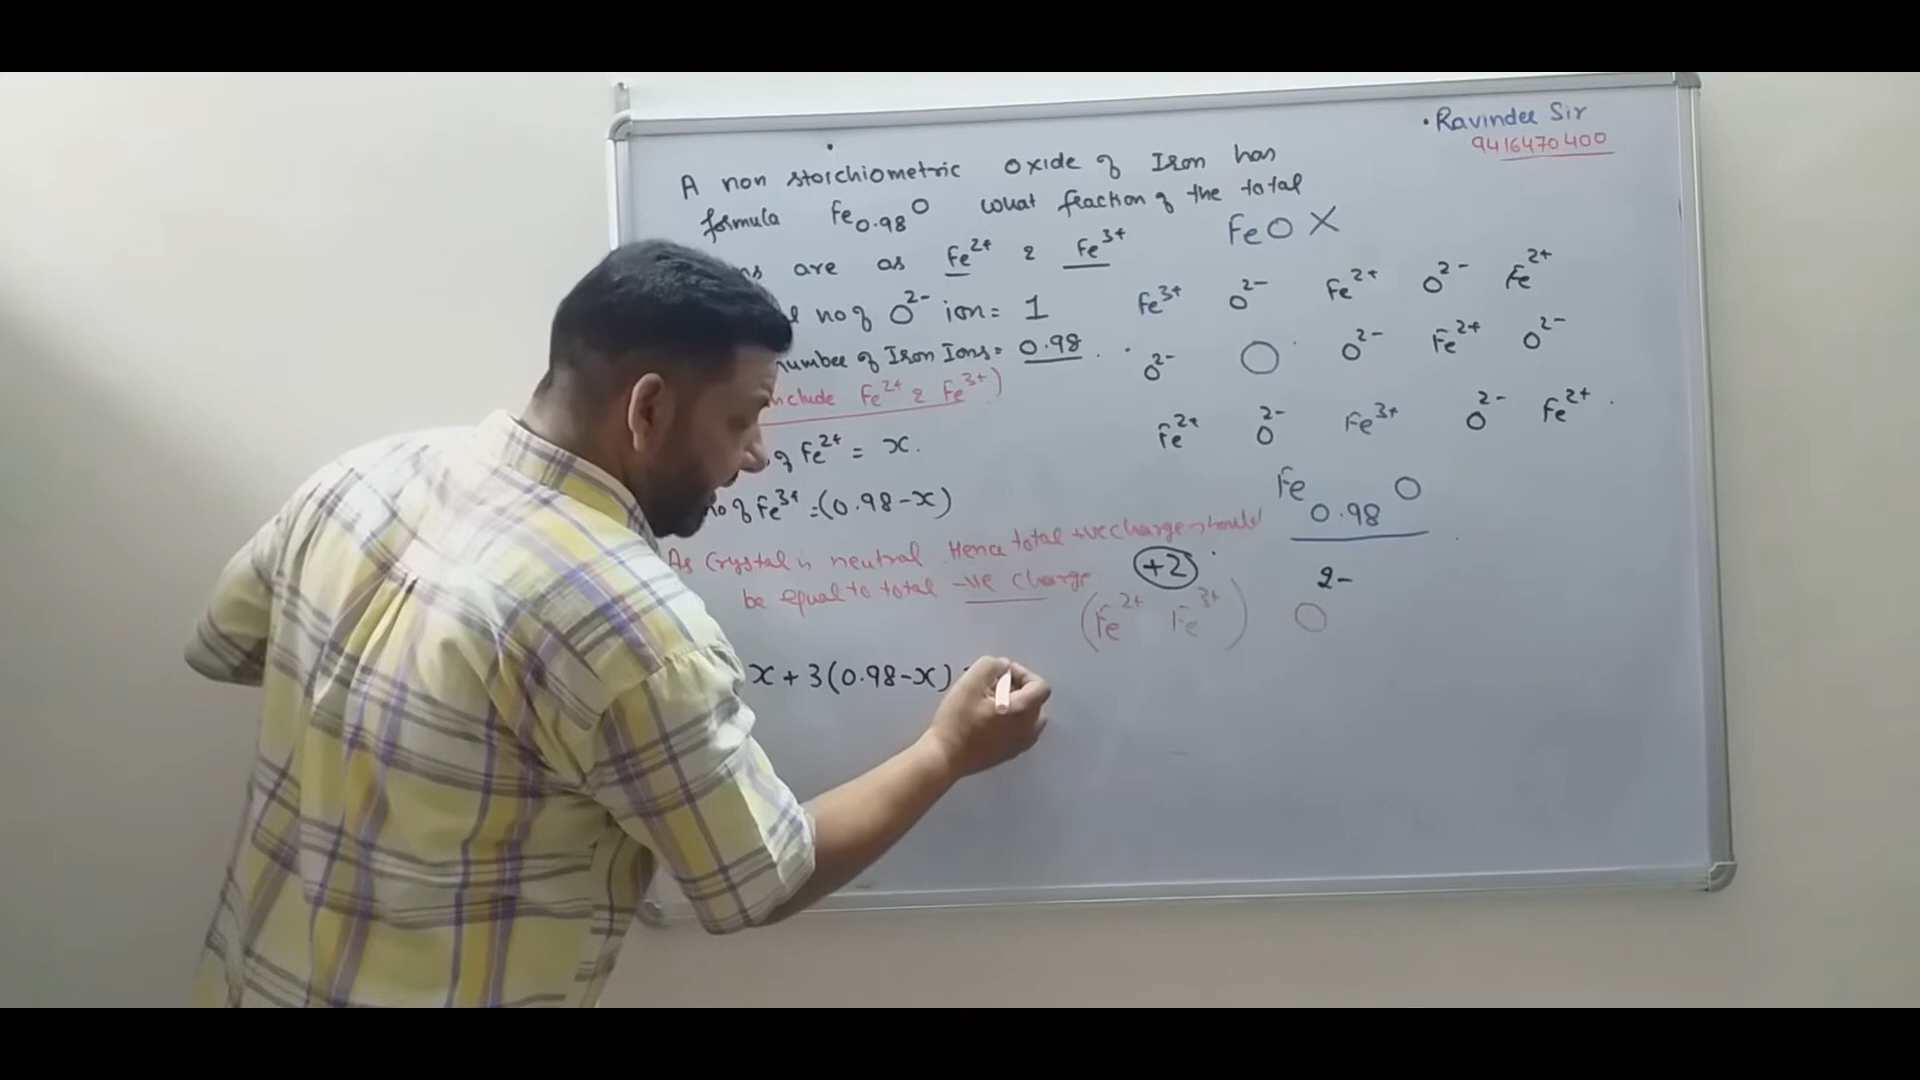 • Ravinder Sir
9416470400
A non stoichiometric oxide of Iron has
formula Fe0.98O what fraction of the total
are as Fe2+ & Fe3+
no of O2- ion = 1
number of Iron Ions = 0.98
include Fe2+ & Fe3+)
of Fe2+ = x.
no of Fe3+ = (0.98-x)
As Crystal is neutral. Hence total +ve charge should
be equal to total -ve charge
x + 3(0.98-x)
FeO X
Fe3+ O2- Fe2+ O2- Fe2+
O2- O O2- Fe2+ O2-
Fe2+ O2- Fe3+ O2- Fe2+
Fe0.98O
+2
(Fe2+ Fe3+) O2-